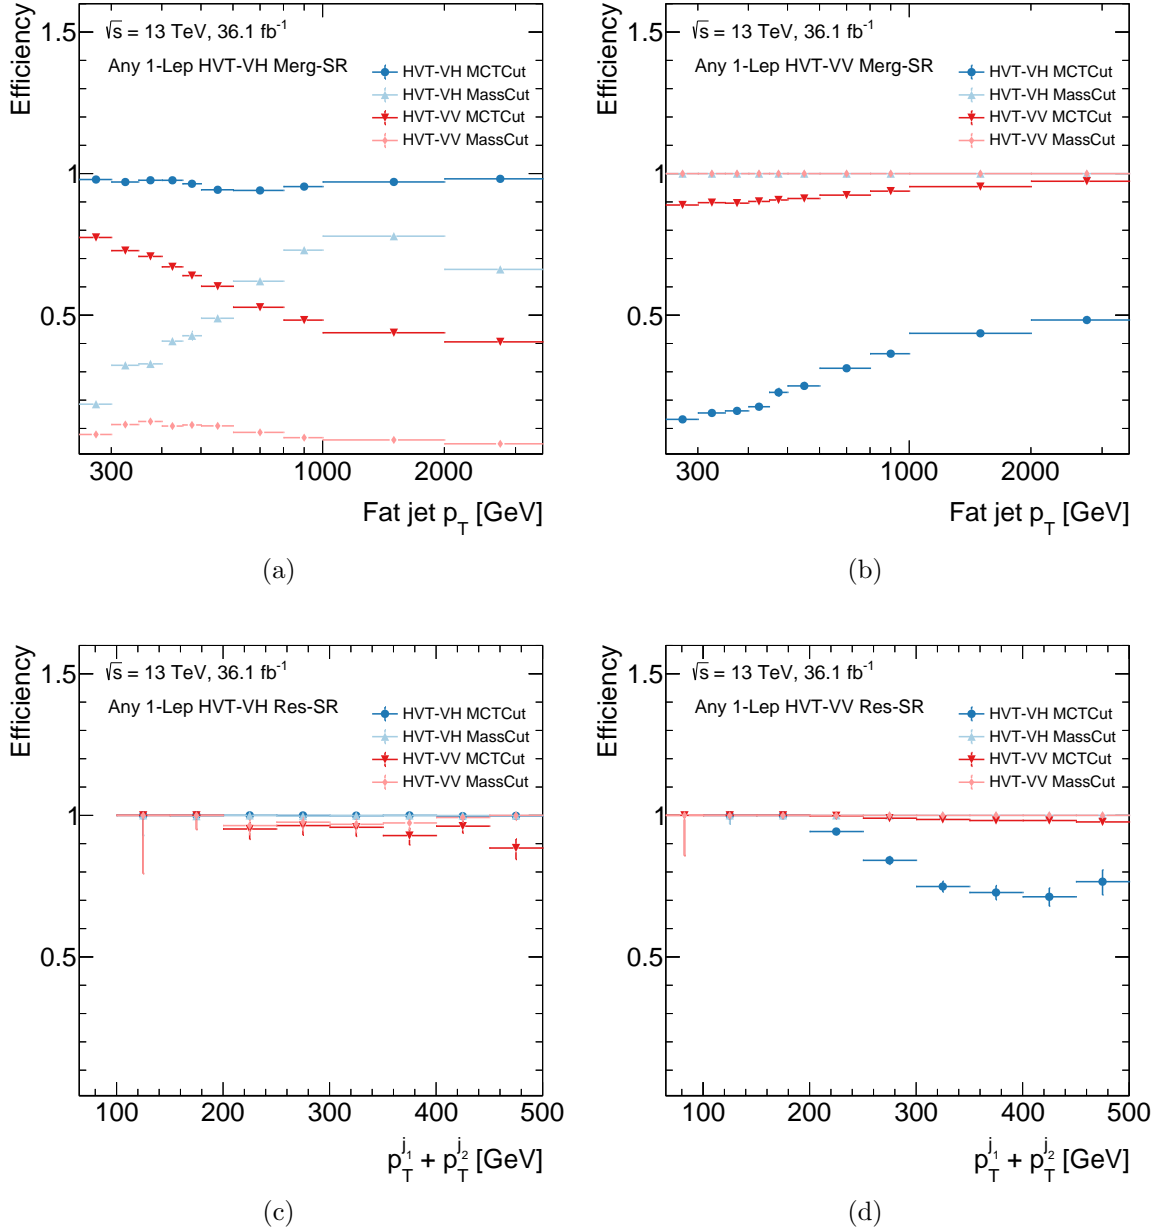 Efficiency
1.5
1
0.5
√s = 13 TeV, 36.1 fb⁻¹
Any 1-Lep HVT-VH Merg-SR
HVT-VH MCTCut
HVT-VH MassCut
HVT-VV MCTCut
HVT-VV MassCut
300 1000 2000
Fat jet p_T [GeV]
(a)
Efficiency
1.5
1
0.5
√s = 13 TeV, 36.1 fb⁻¹
Any 1-Lep HVT-VV Merg-SR
HVT-VH MCTCut
HVT-VH MassCut
HVT-VV MCTCut
HVT-VV MassCut
300 1000 2000
Fat jet p_T [GeV]
(b)
Efficiency
1.5
1
0.5
√s = 13 TeV, 36.1 fb⁻¹
Any 1-Lep HVT-VH Res-SR
HVT-VH MCTCut
HVT-VH MassCut
HVT-VV MCTCut
HVT-VV MassCut
100 200 300 400 500
p_T^{j_1} + p_T^{j_2} [GeV]
(c)
Efficiency
1.5
1
0.5
√s = 13 TeV, 36.1 fb⁻¹
Any 1-Lep HVT-VV Res-SR
HVT-VH MCTCut
HVT-VH MassCut
HVT-VV MCTCut
HVT-VV MassCut
100 200 300 400 500
p_T^{j_1} + p_T^{j_2} [GeV]
(d)